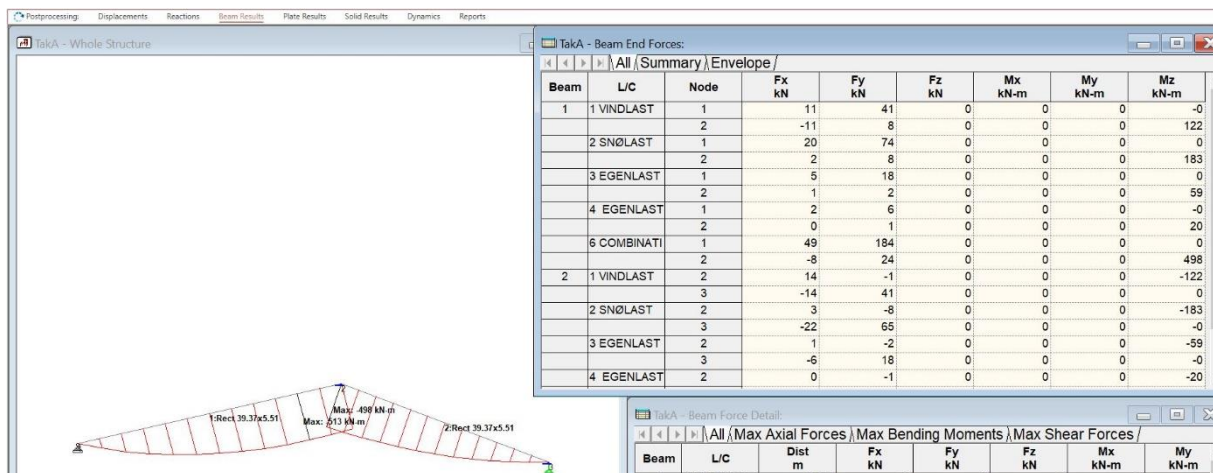 Postprocessing: Displacements Reactions Beam Results Plate Results Solid Results Dynamics Reports
TakA - Whole Structure
TakA - Beam End Forces:
All Summary Envelope
Beam L/C Node Fx kN Fy kN Fz kN Mx kN-m My kN-m Mz kN-m
1 1 VINDLAST 1 11 41 0 0 0 -0
2 -11 8 0 0 0 122
2 SNØLAST 1 20 74 0 0 0 0
2 2 8 0 0 0 183
3 EGENLAST 1 5 18 0 0 0 0
2 1 2 0 0 0 59
4 EGENLAST 1 2 6 0 0 0 -0
2 0 1 0 0 0 20
6 COMBINATI 1 49 184 0 0 0 0
2 -8 24 0 0 0 498
2 1 VINDLAST 2 14 -1 0 0 0 -122
3 -14 41 0 0 0 0
2 SNØLAST 2 3 -8 0 0 0 -183
3 -22 65 0 0 0 -0
3 EGENLAST 2 1 -2 0 0 0 -59
3 -6 18 0 0 0 -0
4 EGENLAST 2 0 -1 0 0 0 -20
1:Rect 39.37x5.51
Max: -498 kN-m
Max: -513 kN-m
2:Rect 39.37x5.51
TakA - Beam Force Detail:
All Max Axial Forces Max Bending Moments Max Shear Forces
Beam L/C Dist m Fx kN Fy kN Fz kN Mx kN-m My kN-m